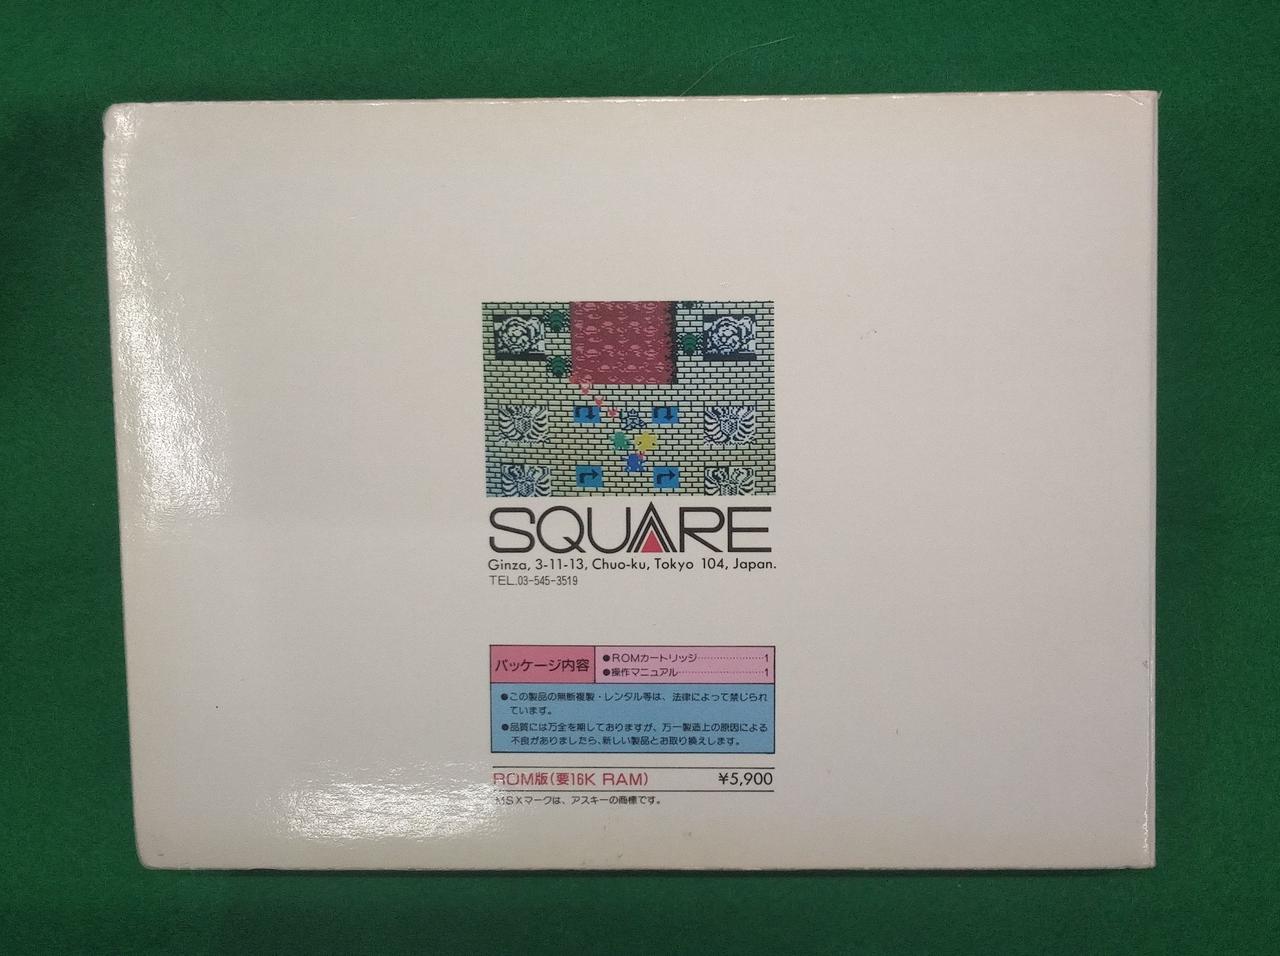 SQUARE
Ginza, 3-11-13, Chuo-ku, Tokyo 104, Japan.
TEL.03-545-3519
パッケージ内容
●ROMカートリッジ…………………1
●操作マニュアル……………………1
●この製品の無断複製・レンタル等は、法律によって禁じられ
ています。
●品質には万全を期しておりますが、万一製造上の原因による
不良がありましたら、新しい製品とお取り換えします。
ROM版(要16K RAM) ¥5,900
MSXマークは、アスキーの商標です。